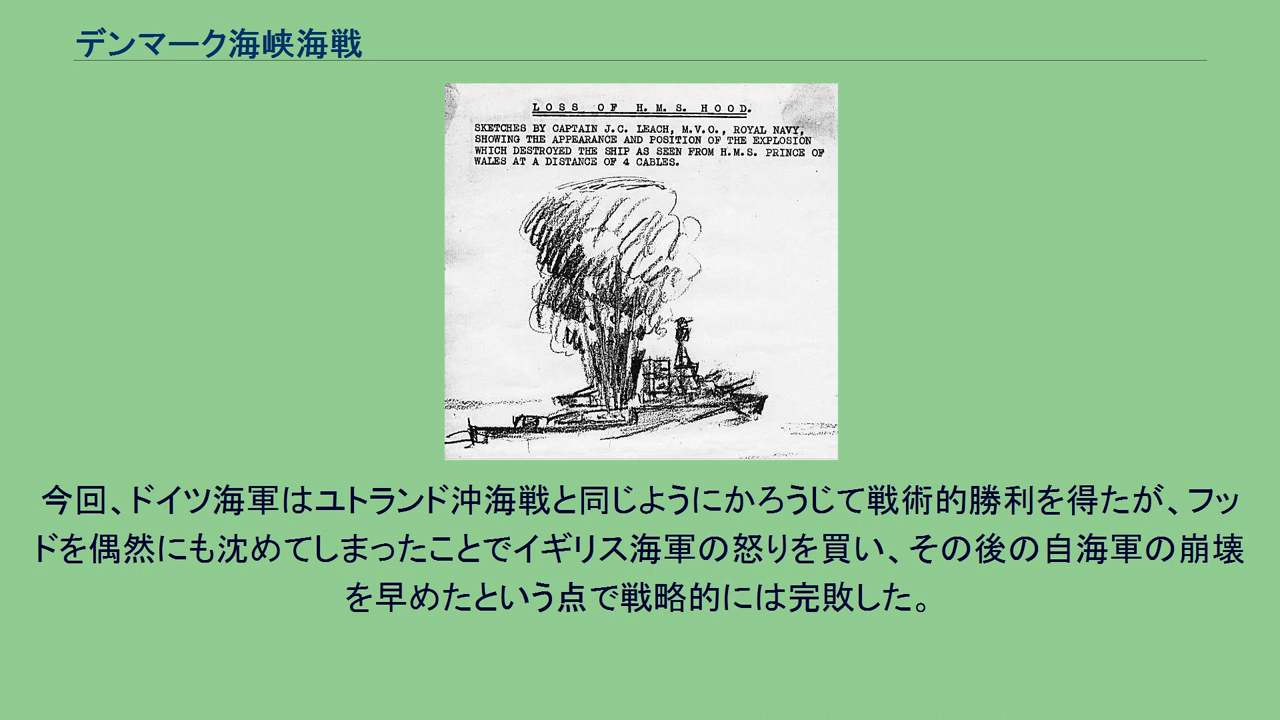 デンマーク海峡海戦
LOSS OF H.M.S. HOOD.
SKETCHES BY CAPTAIN J.C. LEACH, M.V.O., ROYAL NAVY,
SHOWING THE APPEARANCE AND POSITION OF THE EXPLOSION
WHICH DESTROYED THE SHIP AS SEEN FROM H.M.S. PRINCE OF
WALES AT A DISTANCE OF 4 CABLES.
今回、ドイツ海軍はユトランド沖海戦と同じようにかろうじて戦術的勝利を得たが、フッ
ドを偶然にも沈めてしまったことでイギリス海軍の怒りを買い、その後の自海軍の崩壊
を早めたという点で戦略的には完敗した。